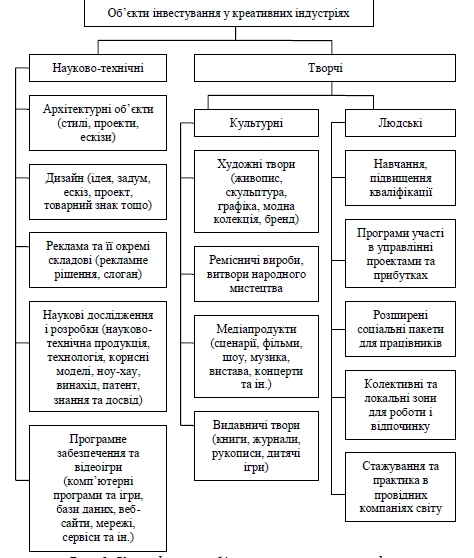 Об’єкти інвестування у креативних індустріях
Науково-технічні
Творчі
Архітектурні об’єкти
(стилі, проекти,
ескізи)
Дизайн (ідея, задум,
ескіз, проект,
товарний знак тощо)
Реклама та її окремі
складові (рекламне
рішення, слоган)
Наукові дослідження
і розробки (науково-
технічна продукція,
технологія, корисні
моделі, ноу-хау,
винахід, патент,
знання та досвід)
Програмне
забезпечення та
відеоігри
(комп’ютерні
програми та ігри,
бази даних, веб-
сайти, мережі,
сервіси та ін.)
Культурні
Художні твори
(живопис,
скульптура,
графіка, модна
колекція, бренд)
Ремісничі вироби,
витвори народного
мистецтва
Медіапродукти
(сценарії, фільми,
шоу, музика,
вистава, концерти
та ін.)
Видавничі твори
(книги, журнали,
рукописи, дитячі
ігри)
Людські
Навчання,
підвищення
кваліфікації
Програми участі
в управлінні
проектами та
прибутках
Розширені
соціальні пакети
для працівників
Колективні та
локальні зони
для роботи і
відпочинку
Стажування та
практика в
провідних
компаніях світу